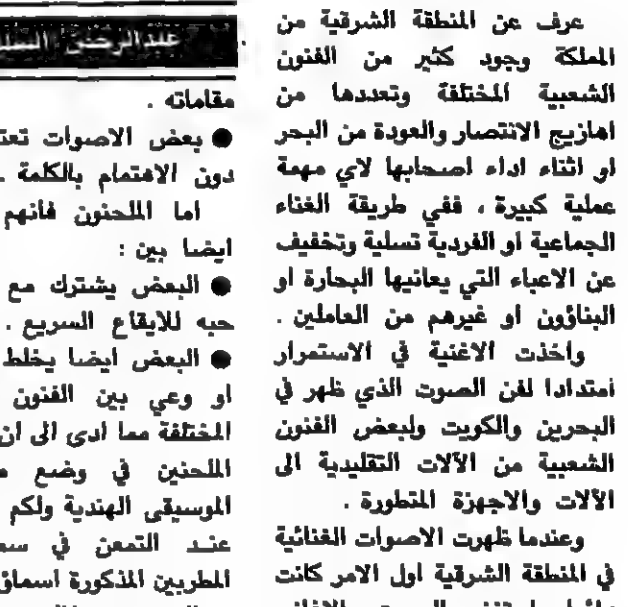 عرف عن المنطقة الشرقية من
المملكة وجود كثير من الفنون
الشعبية المختلفة وتعددها من
اهازيج الانتصار والعودة من البحر
او اثناء اداء اصحابها لاي مهمة
عملية كبيرة ، ففي طريقة الغناء
الجماعية او الفردية تسلية وتخفيف
عن الاعباء التي يعانيها البحارة او
البناؤون او غيرهم من العاملين .
واخذت الاغنية في الاستمرار
امتدادا لفن الصوت الذي ظهر في
البحرين والكويت ولبعض الفنون
الشعبية من الآلات التقليدية الى
الآلات والاجهزة المتطورة .
وعندما ظهرت الاصوات الغنائية
في المنطقة الشرقية اول الامر كانت
عبدالرحمن
مقاماته .
● بعض الاصوات
دون الاهتمام بالكلمة .
أما الملحنون فانهم
ايضا بين :
● البعض يشترك مع
حبه للايقاع السريع .
● البعض ايضا يخلط
او وعي بين الفنون
المختلفة مما أدى الى ان
الملحنين في وضع
الموسيقى الهندية ولكم
عند التمعن في
المطربين المذكورة